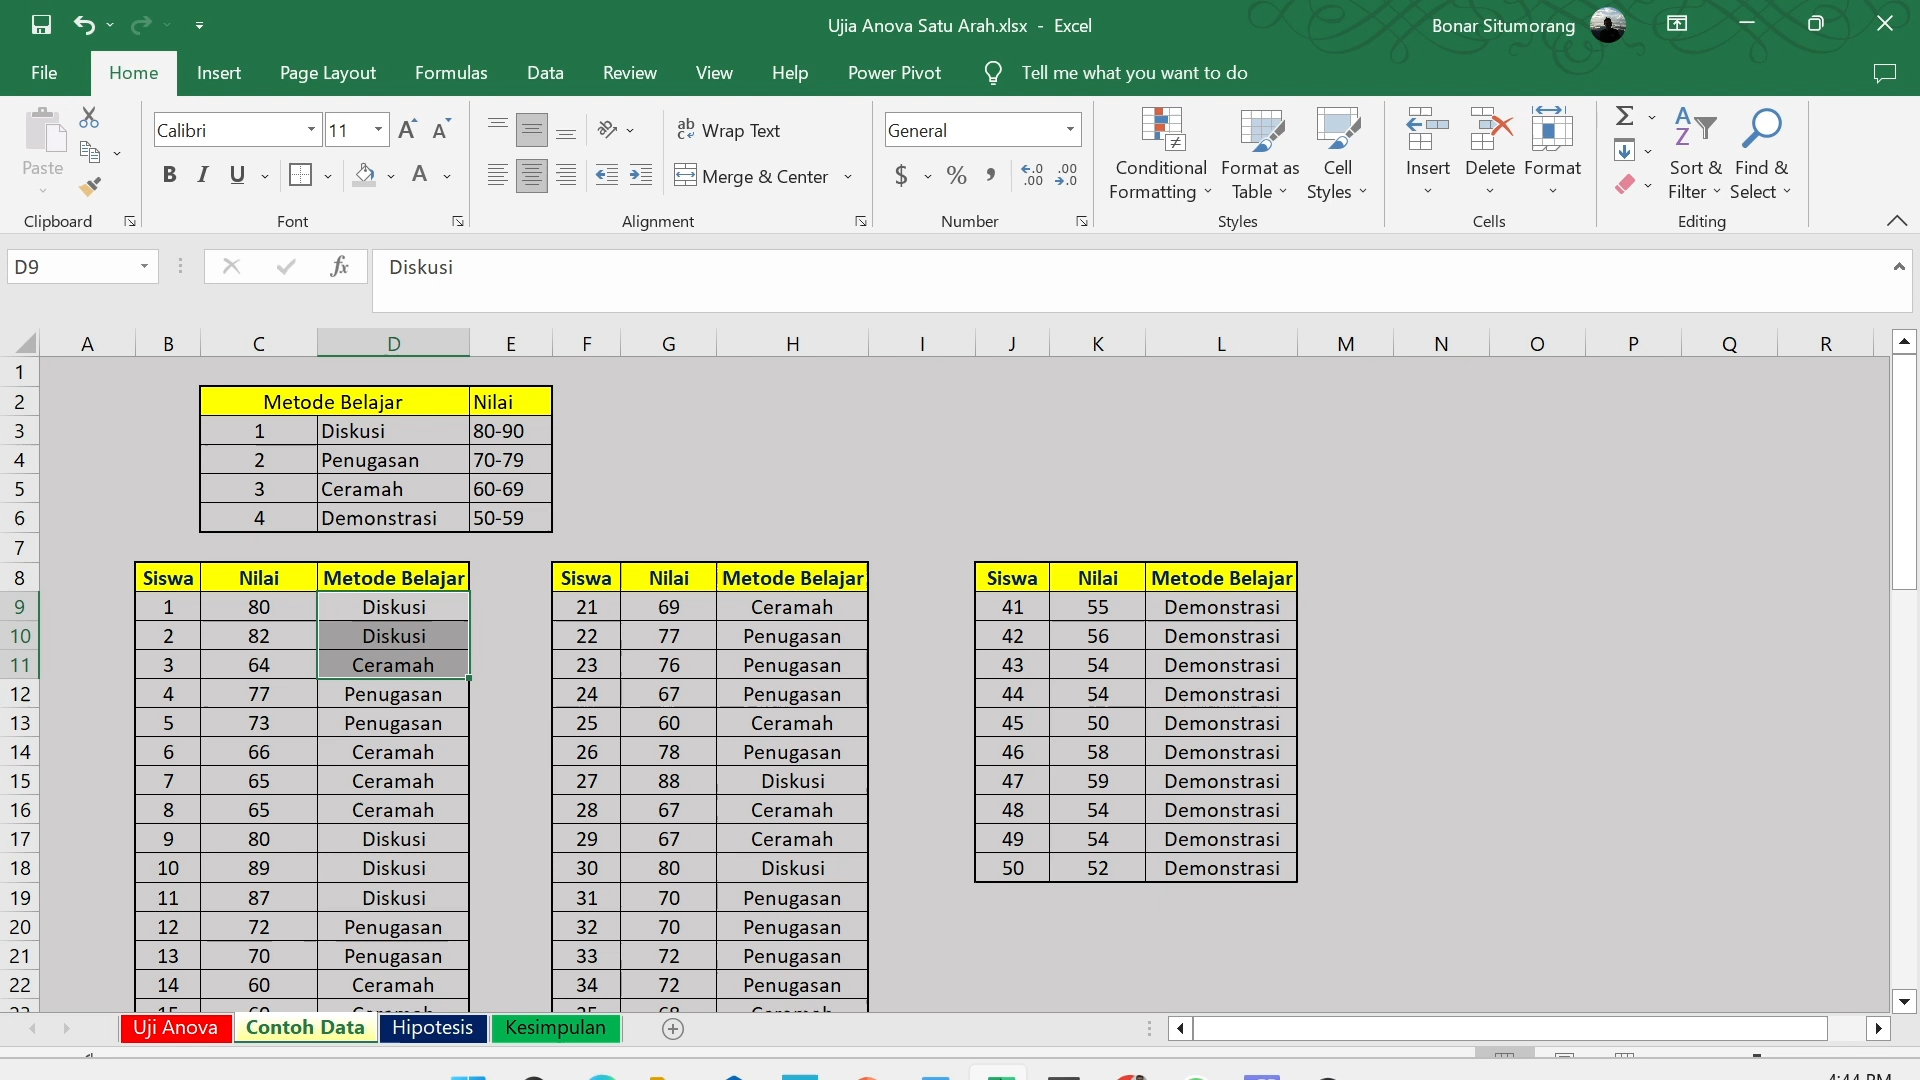 Ujia Anova Satu Arah.xlsx - Excel
Bonar Situmorang
File Home Insert Page Layout Formulas Data Review View Help Power Pivot Tell me what you want to do
Calibri 11 Wrap Text General
Paste B I U A Merge & Center $ % Conditional Formatting Format as Table Cell Styles Insert Delete Format Sort & Filter Find & Select
Clipboard Font Alignment Number Styles Cells Editing
D9 fx Diskusi
A B C D E F G H I J K L M N O P Q R
1
2 Metode Belajar Nilai
3 1 Diskusi 80-90
4 2 Penugasan 70-79
5 3 Ceramah 60-69
6 4 Demonstrasi 50-59
7
8 Siswa Nilai Metode Belajar Siswa Nilai Metode Belajar Siswa Nilai Metode Belajar
9 1 80 Diskusi 21 69 Ceramah 41 55 Demonstrasi
10 2 82 Diskusi 22 77 Penugasan 42 56 Demonstrasi
11 3 64 Ceramah 23 76 Penugasan 43 54 Demonstrasi
12 4 77 Penugasan 24 67 Penugasan 44 54 Demonstrasi
13 5 73 Penugasan 25 60 Ceramah 45 50 Demonstrasi
14 6 66 Ceramah 26 78 Penugasan 46 58 Demonstrasi
15 7 65 Ceramah 27 88 Diskusi 47 59 Demonstrasi
16 8 65 Ceramah 28 67 Ceramah 48 54 Demonstrasi
17 9 80 Diskusi 29 67 Ceramah 49 54 Demonstrasi
18 10 89 Diskusi 30 80 Diskusi 50 52 Demonstrasi
19 11 87 Diskusi 31 70 Penugasan
20 12 72 Penugasan 32 70 Penugasan
21 13 70 Penugasan 33 72 Penugasan
22 14 60 Ceramah 34 72 Penugasan
Uji Anova Contoh Data Hipotesis Kesimpulan